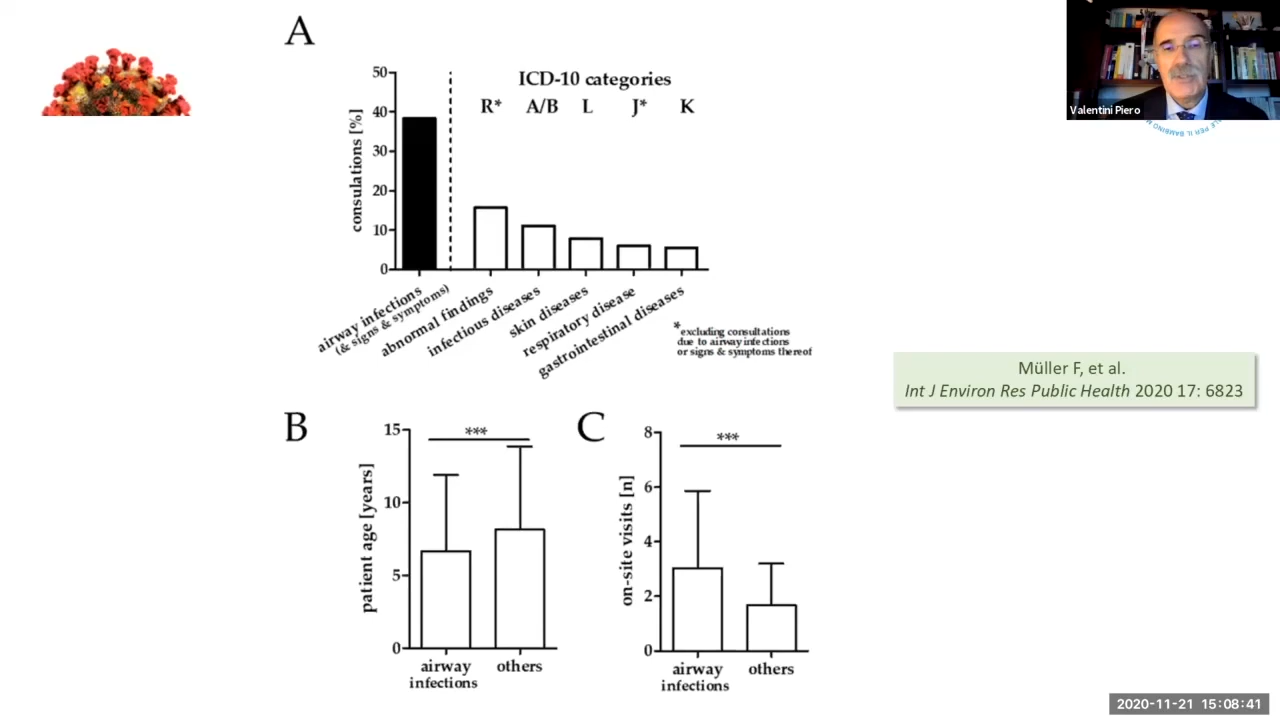 A
ICD-10 categories
R* A/B L J* K
consulations [%]
50
40
30
20
10
0
airway infections
(& signs & symptoms)
abnormal findings
infectious diseases
skin diseases
respiratory disease
gastrointestinal diseases
*excluding consultations
due to airway infections
or signs & symptoms thereof
Valentini Piero
PER IL BAMBINO
Müller F, et al.
Int J Environ Res Public Health 2020 17: 6823
B
***
patient age [years]
15
10
5
0
airway
infections
others
C
***
on-site visits [n]
8
6
4
2
0
airway
infections
others
2020-11-21 15:08:41